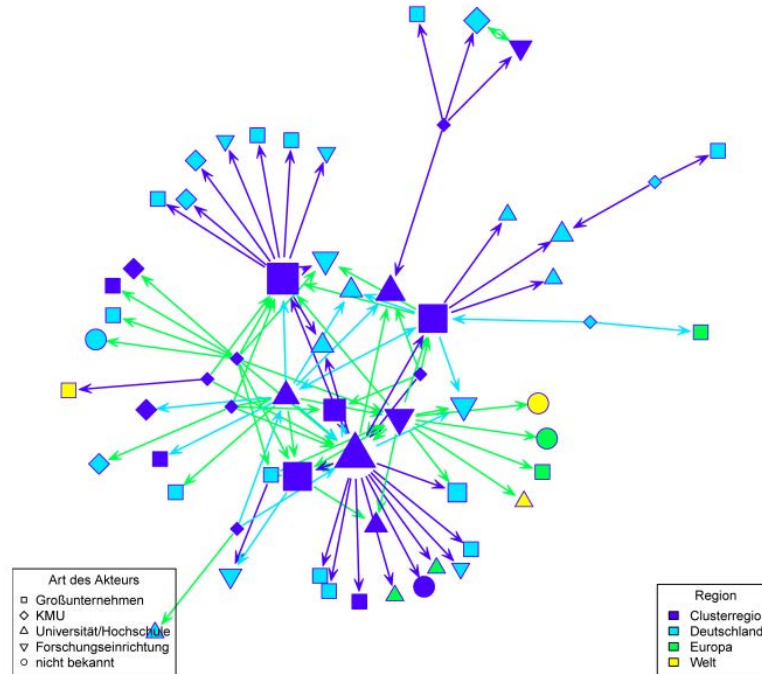 Art des Akteurs
Großunternehmen
KMU
Universität/Hochschule
Forschungseinrichtung
nicht bekannt
Region
Clusterregio
Deutschland
Europa
Welt